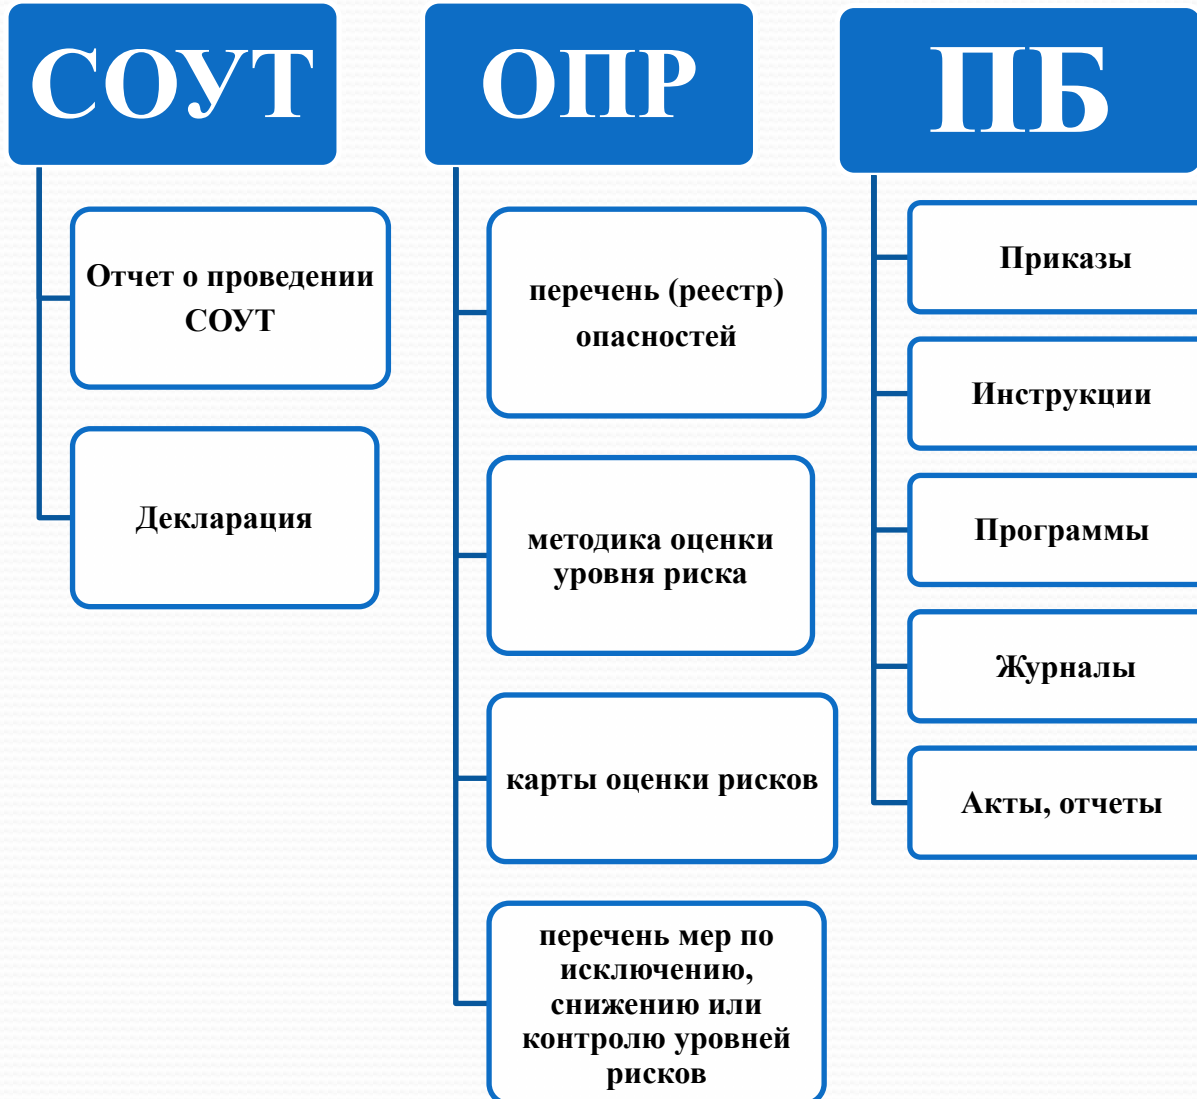 СОУТ
Отчет о проведении
СОУТ
Декларация
ОПР
перечень (реестр)
опасностей
методика оценки
уровня риска
карты оценки рисков
перечень мер по
исключению,
снижению или
контролю уровней
рисков
ПБ
Приказы
Инструкции
Программы
Журналы
Акты, отчеты